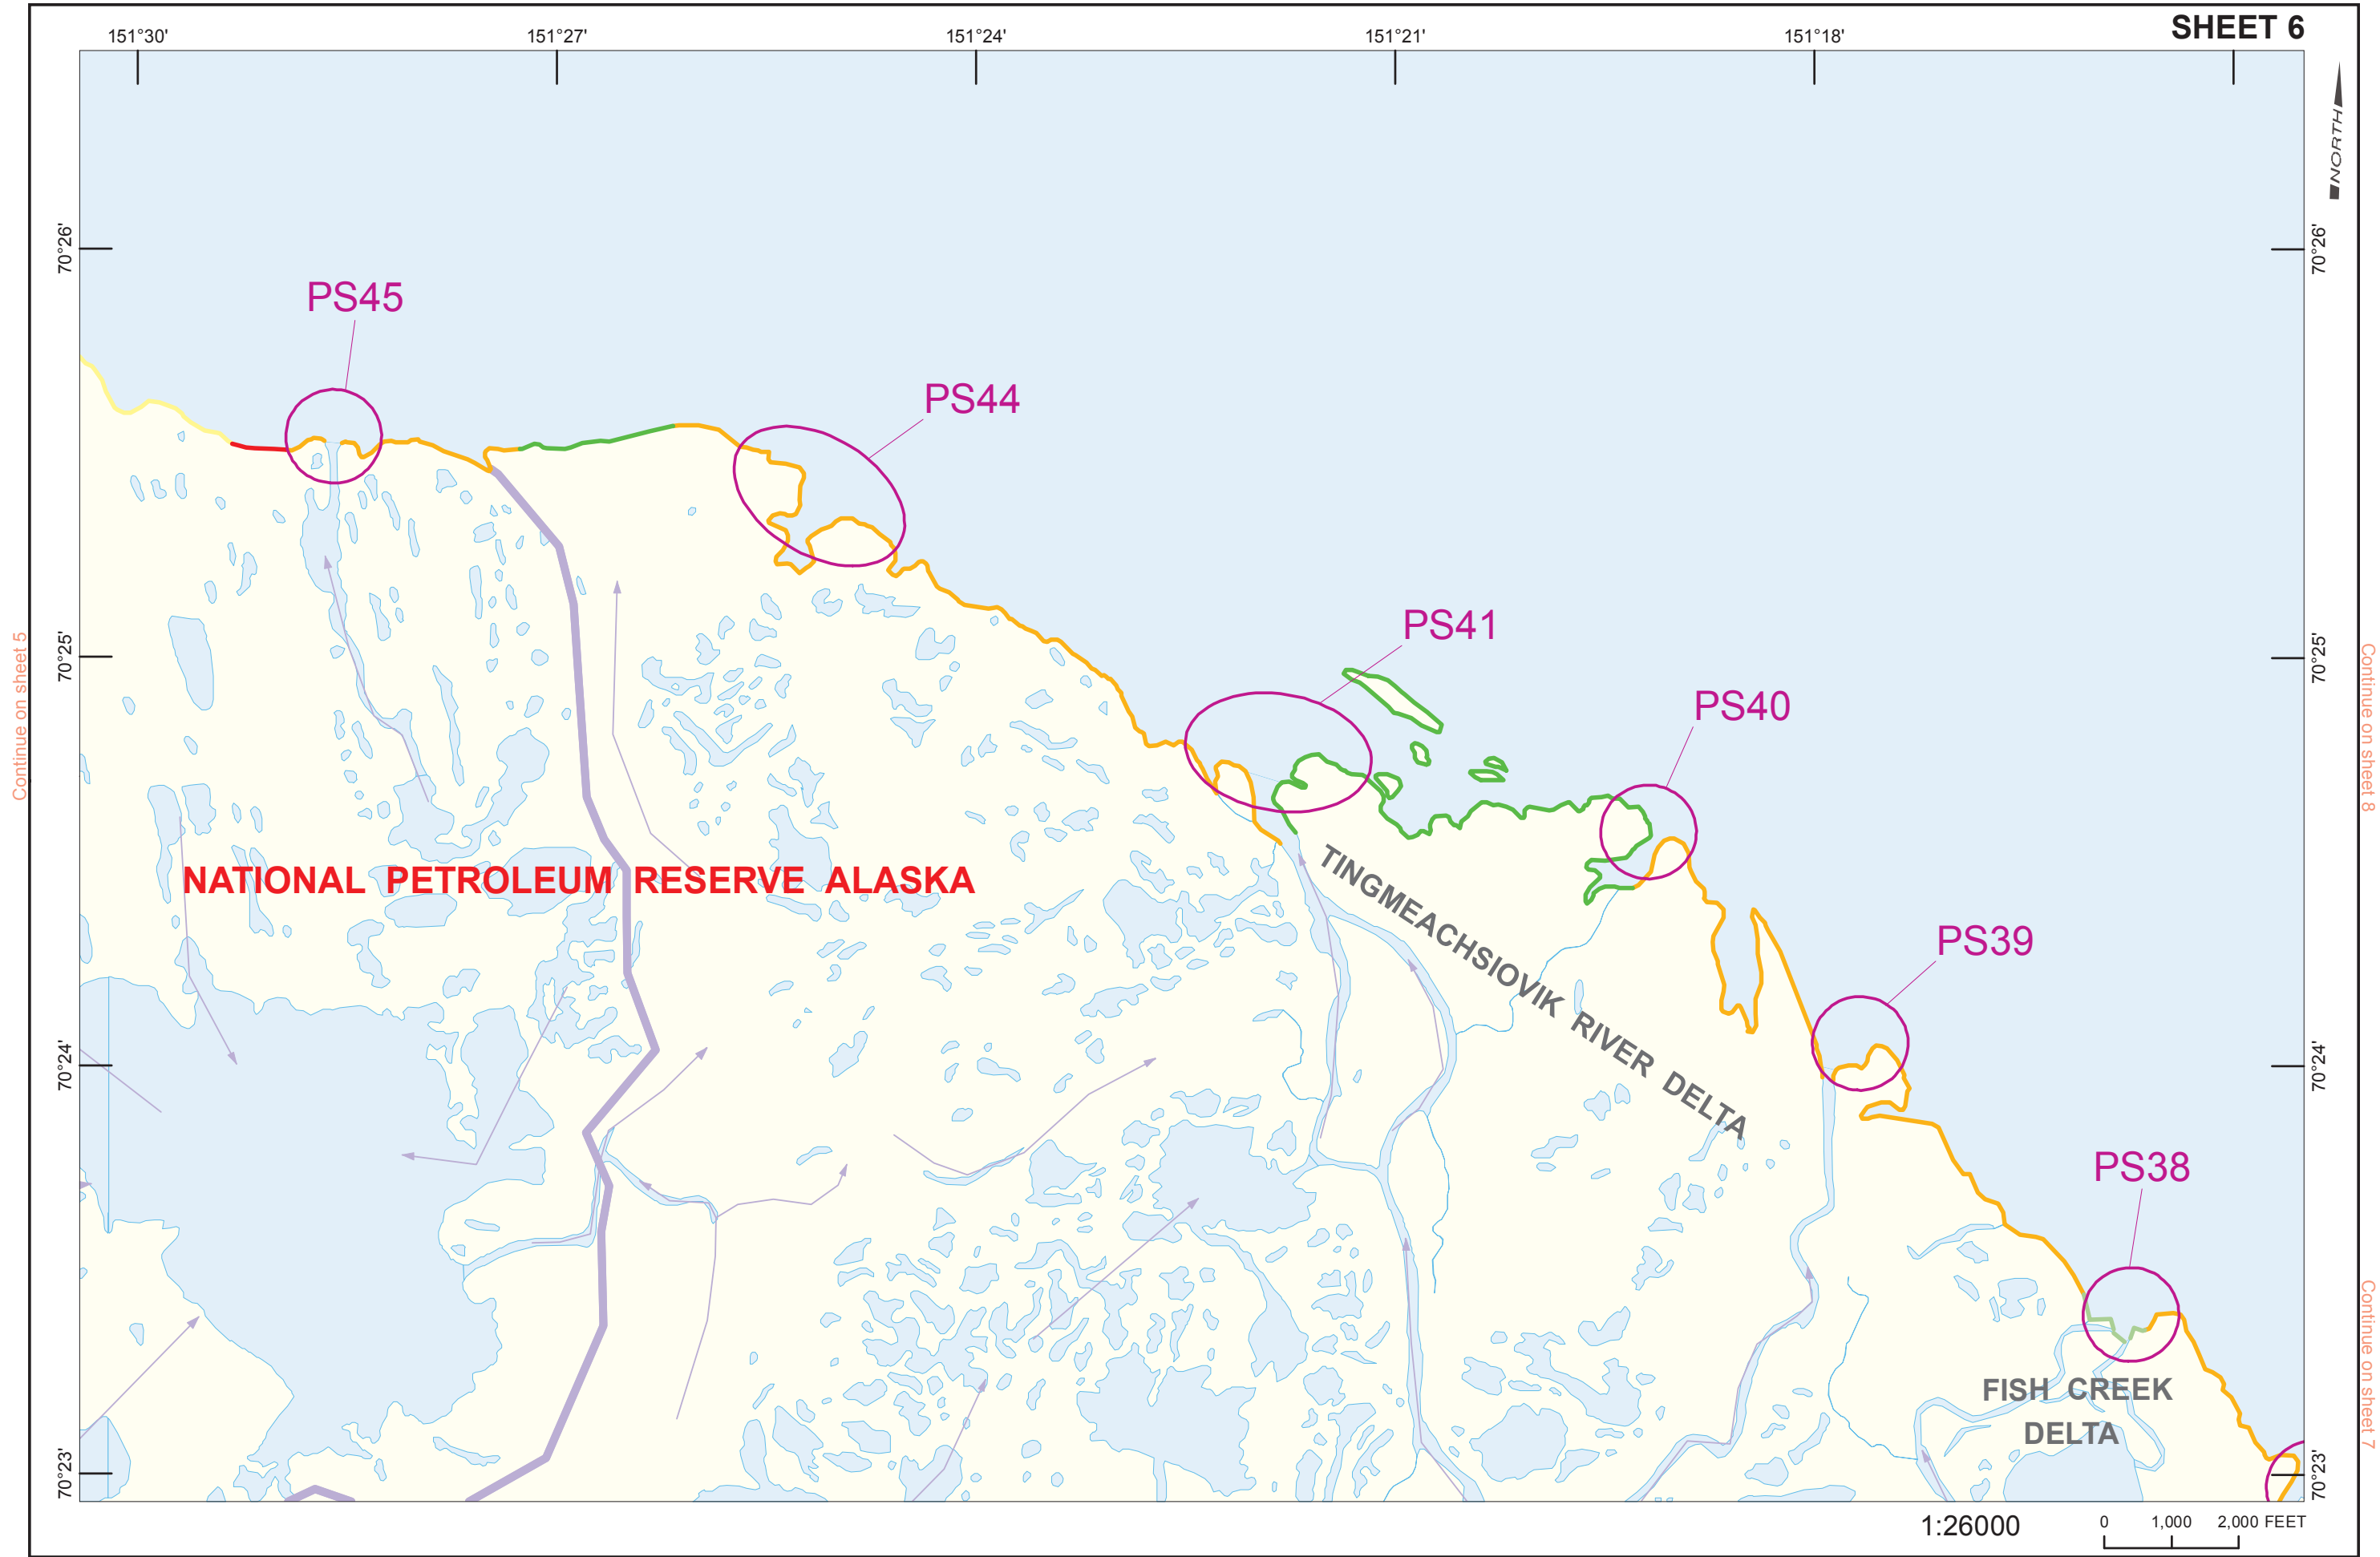 SHEET 6
151°30'
151°27'
151°24'
151°21'
151°18'
NORTH
70°26'
70°26'
PS45
PS44
PS41
70°25'
70°25'
Continue on sheet 5
Continue on sheet 8
PS40
NATIONAL PETROLEUM RESERVE ALASKA
TINGMEACHSIOVIK RIVER DELTA
PS39
70°24'
70°24'
PS38
Continue on sheet 7
FISH CREEK
DELTA
70°23'
70°23'
1:26000
0 1,000 2,000 FEET